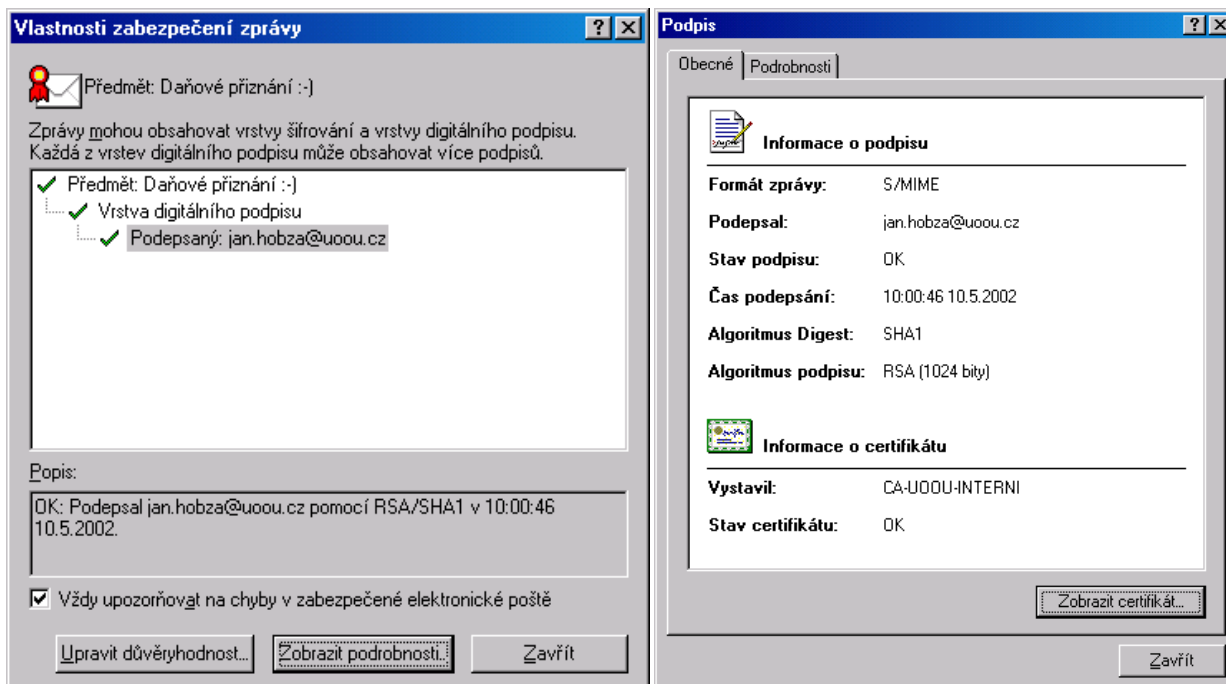 Vlastnosti zabezpečení zprávy
Předmět: Daňové přiznání :-)
Zprávy mohou obsahovat vrstvy šifrování a vrstvy digitálního podpisu.
Každá z vrstev digitálního podpisu může obsahovat více podpisů.
Předmět: Daňové přiznání :-)
Vrstva digitálního podpisu
Podepsaný: jan.hobza@uoou.cz
Popis:
OK: Podepsal jan.hobza@uoou.cz pomocí RSA/SHA1 v 10:00:46
10.5.2002.
Vždy upozorňovat na chyby v zabezpečené elektronické poště
Upravit důvěryhodnost...
Zobrazit podrobnosti..
Zavřít
Podpis
Obecné
Podrobnosti
Informace o podpisu
Formát zprávy: S/MIME
Podepsal: jan.hobza@uoou.cz
Stav podpisu: OK
Čas podepsání: 10:00:46 10.5.2002
Algoritmus Digest: SHA1
Algoritmus podpisu: RSA (1024 bity)
Informace o certifikátu
Vystavil: CA-UOOU-INTERNI
Stav certifikátu: OK
Zobrazit certifikát...
Zavřít